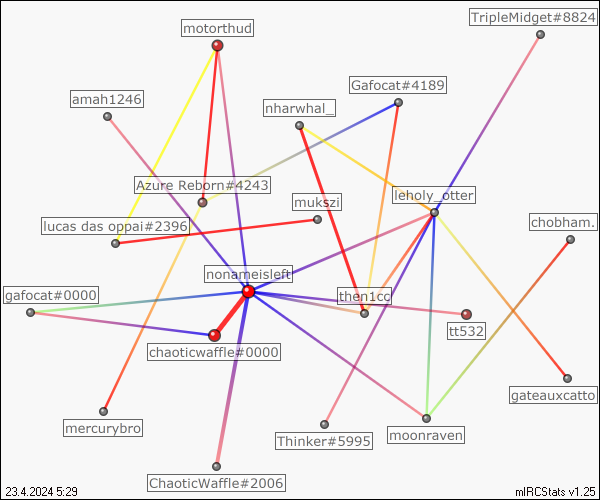 TripleMidget#8824
motorthud
Gafocat#4189
amah1246
nharwhal_
Azure Reborn#4243
leholy_otter
mukszi
lucas das oppai#2396
chobham.
nonameisleft
gafocat#0000
then1cc
tt532
chaoticwaffle#0000
gateauxcatto
mercurybro
Thinker#5995
moonraven
ChaoticWaffle#2006
23.4.2024 5:29
mIRCStats v1.25